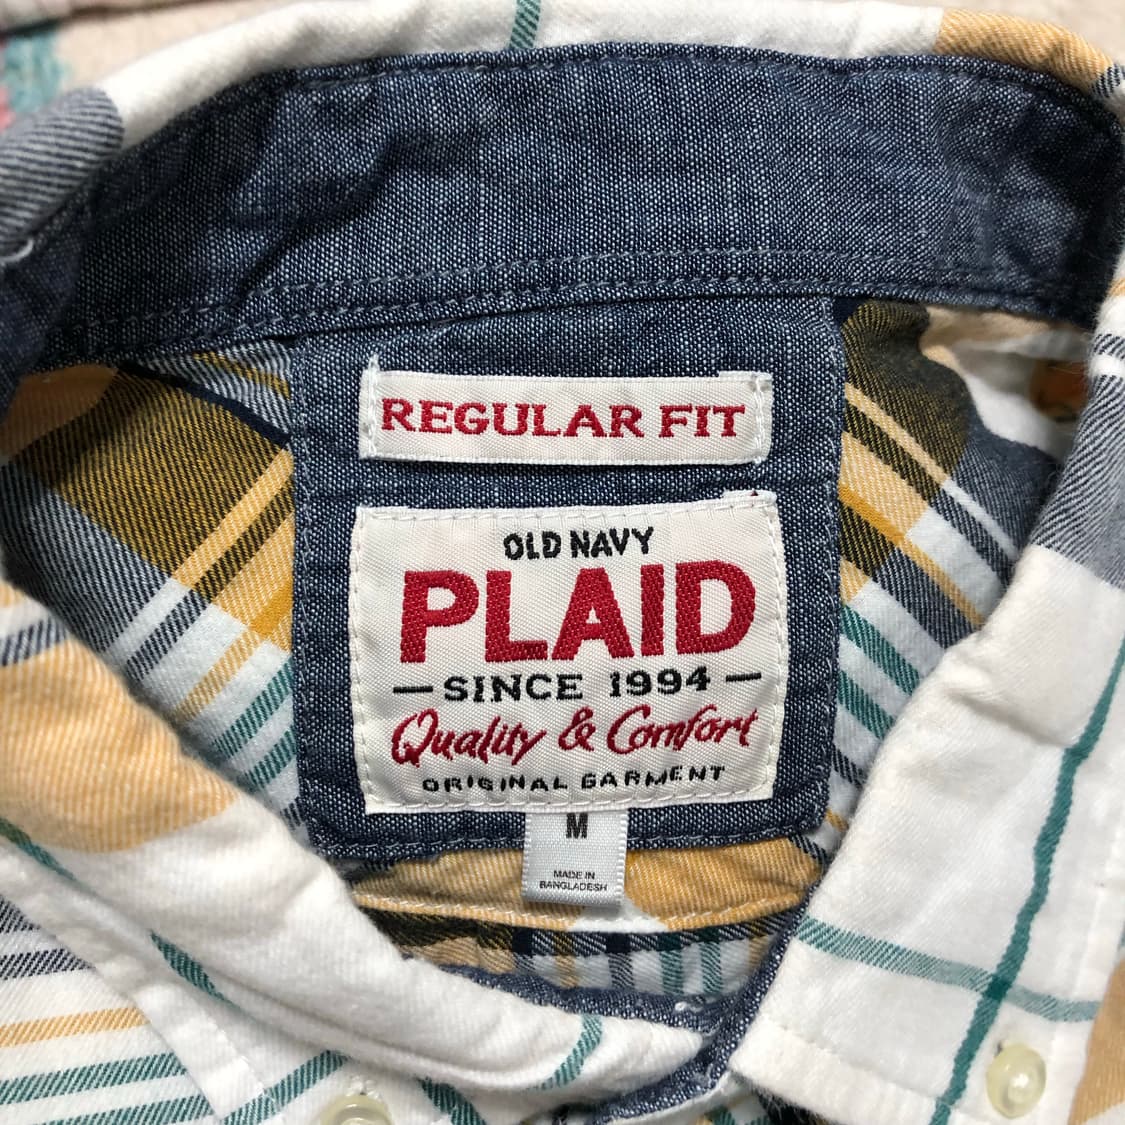 REGULAR FIT
OLD NAVY
PLAID
SINCE 1994
Quality & Comfort
ORIGINAL GARMENT
M
MADE IN
BANGLADESH